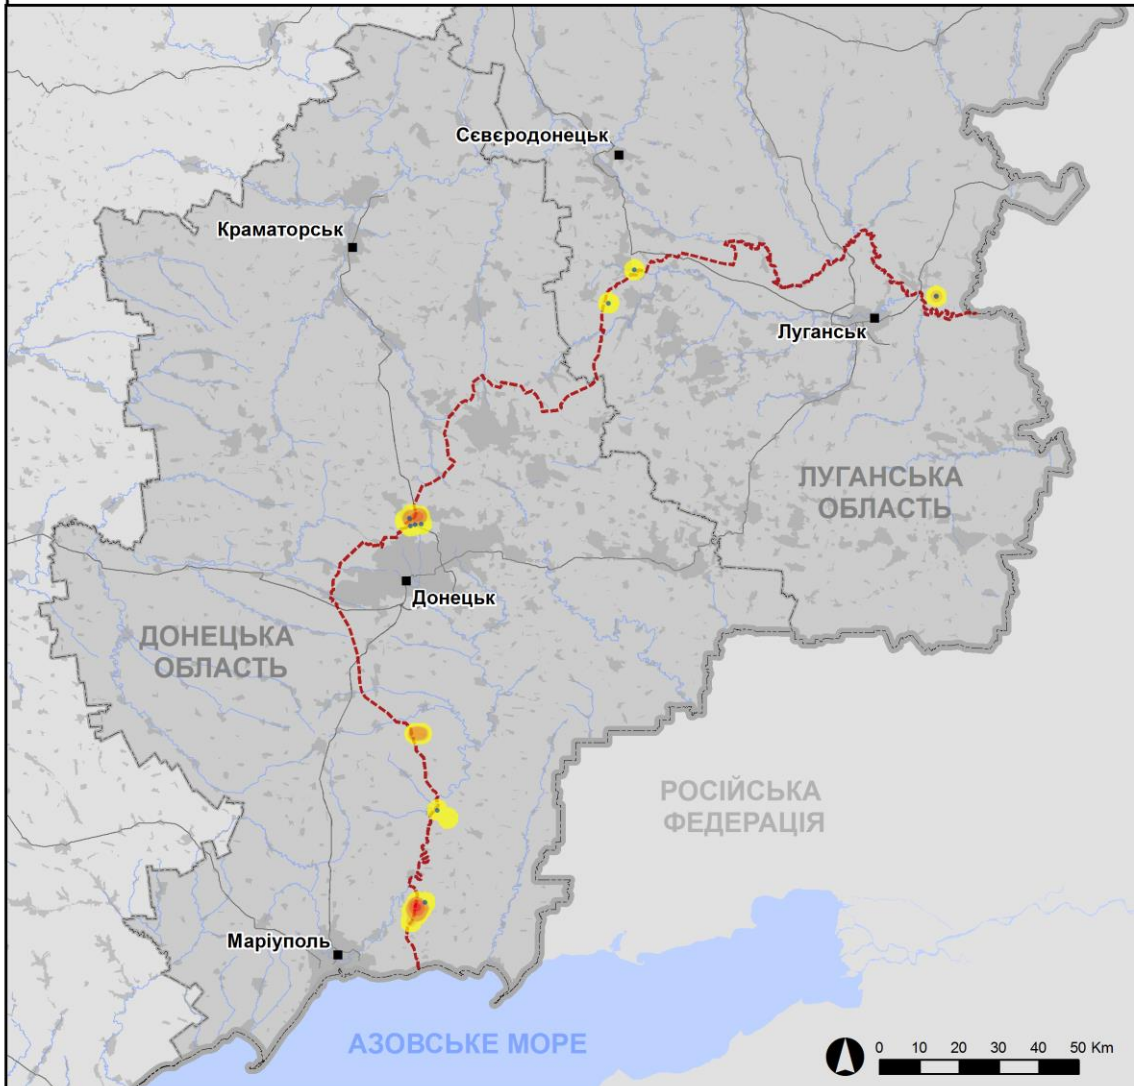 Сєвєродонецьк
Краматорськ
Луганськ
ЛУГАНСЬКА
ОБЛАСТЬ
Донецьк
ДОНЕЦЬКА
ОБЛАСТЬ
РОСІЙСЬКА
ФЕДЕРАЦІЯ
Маріуполь
АЗОВСЬКЕ МОРЕ
0 10 20 30 40 50 Km